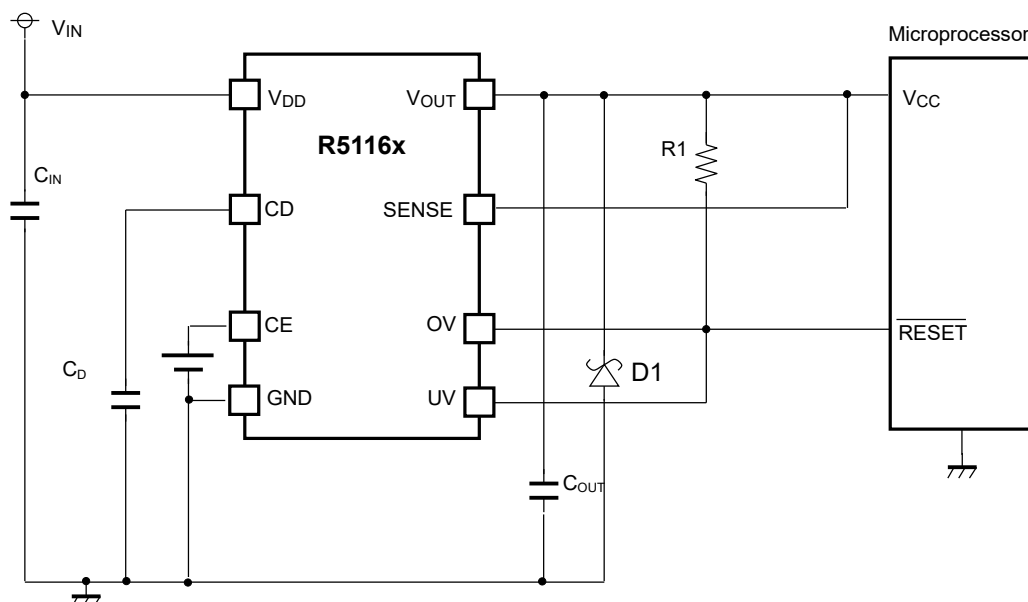 VIN
Microprocessor
VDD
VOUT
VCC
R5116x
R1
CIN
CD
SENSE
CE
OV
RESET
CD
GND
UV
D1
COUT